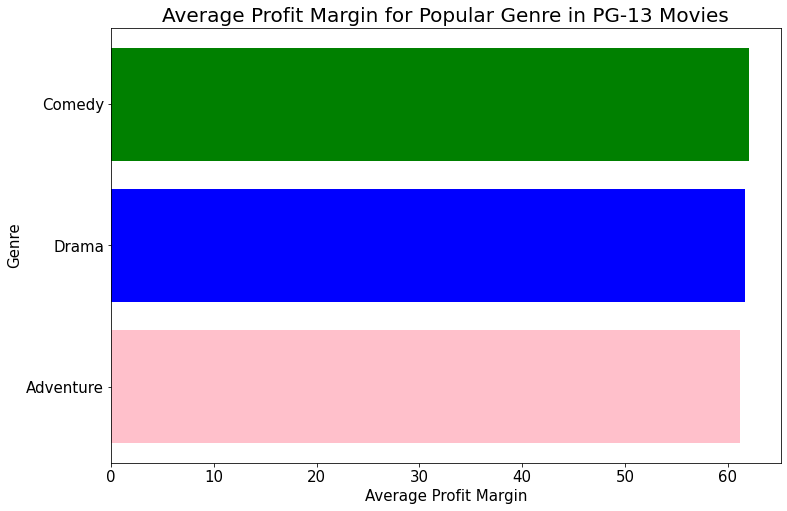 Average Profit Margin for Popular Genre in PG-13 Movies
Genre
Comedy
Drama
Adventure
0 10 20 30 40 50 60
Average Profit Margin